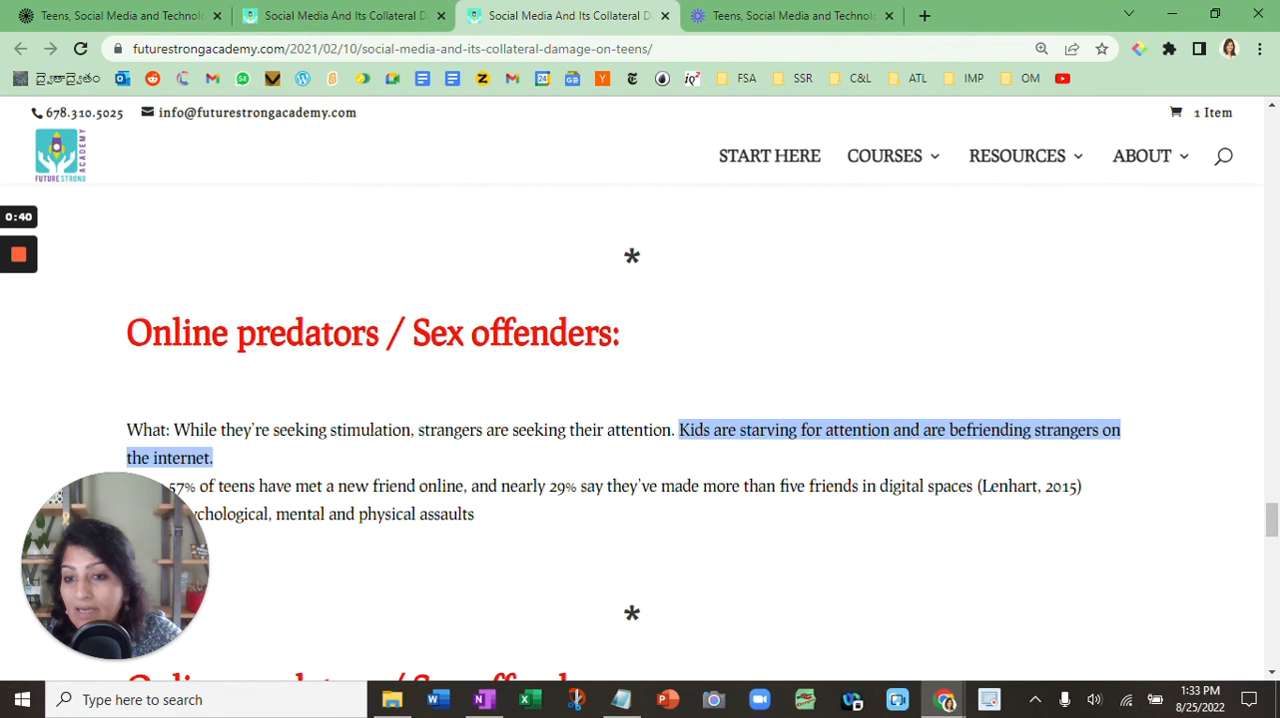 Teens, Social Media and Technolo
Social Media And Its Collateral D
Social Media And Its Collateral D
Teens, Social Media and Technolo
futurestrongacademy.com/2021/02/10/social-media-and-its-collateral-damage-on-teens/
FSA
SSR
C&L
ATL
IMP
OM
678.310.5025
info@futurestrongacademy.com
1 Item
FUTURE STRONG
ACADEMY
START HERE
COURSES
RESOURCES
ABOUT
0:40
*
Online predators / Sex offenders:
What: While they're seeking stimulation, strangers are seeking their attention. Kids are starving for attention and are befriending strangers on
the internet.
57% of teens have met a new friend online, and nearly 29% say they've made more than five friends in digital spaces (Lenhart, 2015)
ychological, mental and physical assaults
*
Type here to search
1:33 PM
8/25/2022